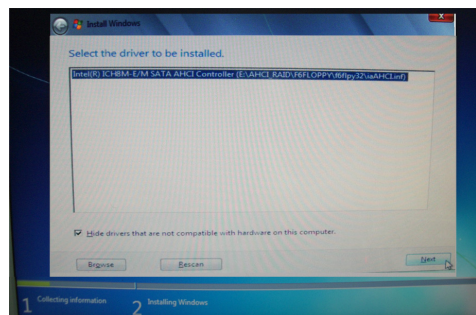 Install Windows
Select the driver to be installed.
Intel(R) ICH8M-E/M SATA AHCI Controller (E:\AHCI_RAID\F6FLOPPY\f6flpy32\iaAHCI.inf)
Hide drivers that are not compatible with hardware on this computer.
Browse
Rescan
Next
1 Collecting information
2 Installing Windows